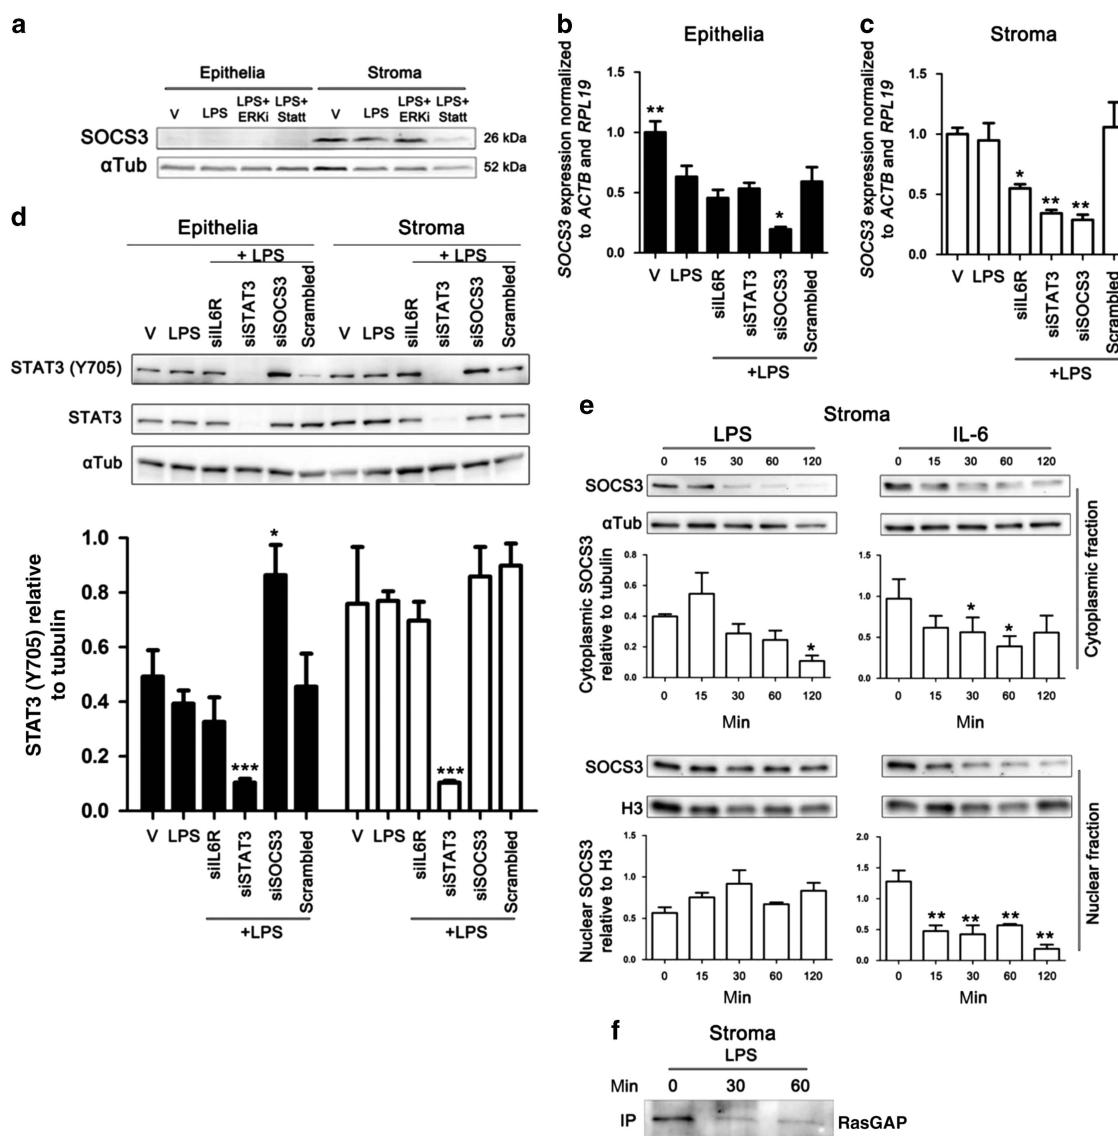 a
Epithelia Stroma
V LPS LPS+ERKi LPS+Statt V LPS LPS+ERKi LPS+Statt
SOCS3 26 kDa
αTub 52 kDa
b
Epithelia
SOCS3 expression normalized
to ACTB and RPL19
1.5
1.0
0.5
0.0
**
*
V LPS siIL6R siSTAT3 siSOCS3 Scrambled
+LPS
c
Stroma
SOCS3 expression normalized
to ACTB and RPL19
1.5
1.0
0.5
0.0
* ** **
V LPS siIL6R siSTAT3 siSOCS3 Scrambled
+LPS
d
Epithelia Stroma
+ LPS + LPS
V LPS siIL6R siSTAT3 siSOCS3 Scrambled V LPS siIL6R siSTAT3 siSOCS3 Scrambled
STAT3 (Y705)
STAT3
αTub
STAT3 (Y705) relative
to tubulin
1.0
0.8
0.6
0.4
0.2
0.0
*** * ***
V LPS siIL6R siSTAT3 siSOCS3 Scrambled V LPS siIL6R siSTAT3 siSOCS3 Scrambled
+LPS +LPS
e
Stroma
LPS IL-6
0 15 30 60 120 0 15 30 60 120
SOCS3
αTub
Cytoplasmic SOCS3
relative to tubulin
0.8
0.6
0.4
0.2
0.0
*
0 15 30 60 120
Min
1.5
1.0
0.5
0.0
* *
0 15 30 60 120
Min
Cytoplasmic fraction
SOCS3
H3
Nuclear SOCS3
relative to H3
1.5
1.0
0.5
0.0
0 15 30 60 120
Min
2.0
1.5
1.0
0.5
0.0
** ** ** **
0 15 30 60 120
Min
Nuclear fraction
f
Stroma
LPS
Min 0 30 60
IP RasGAP